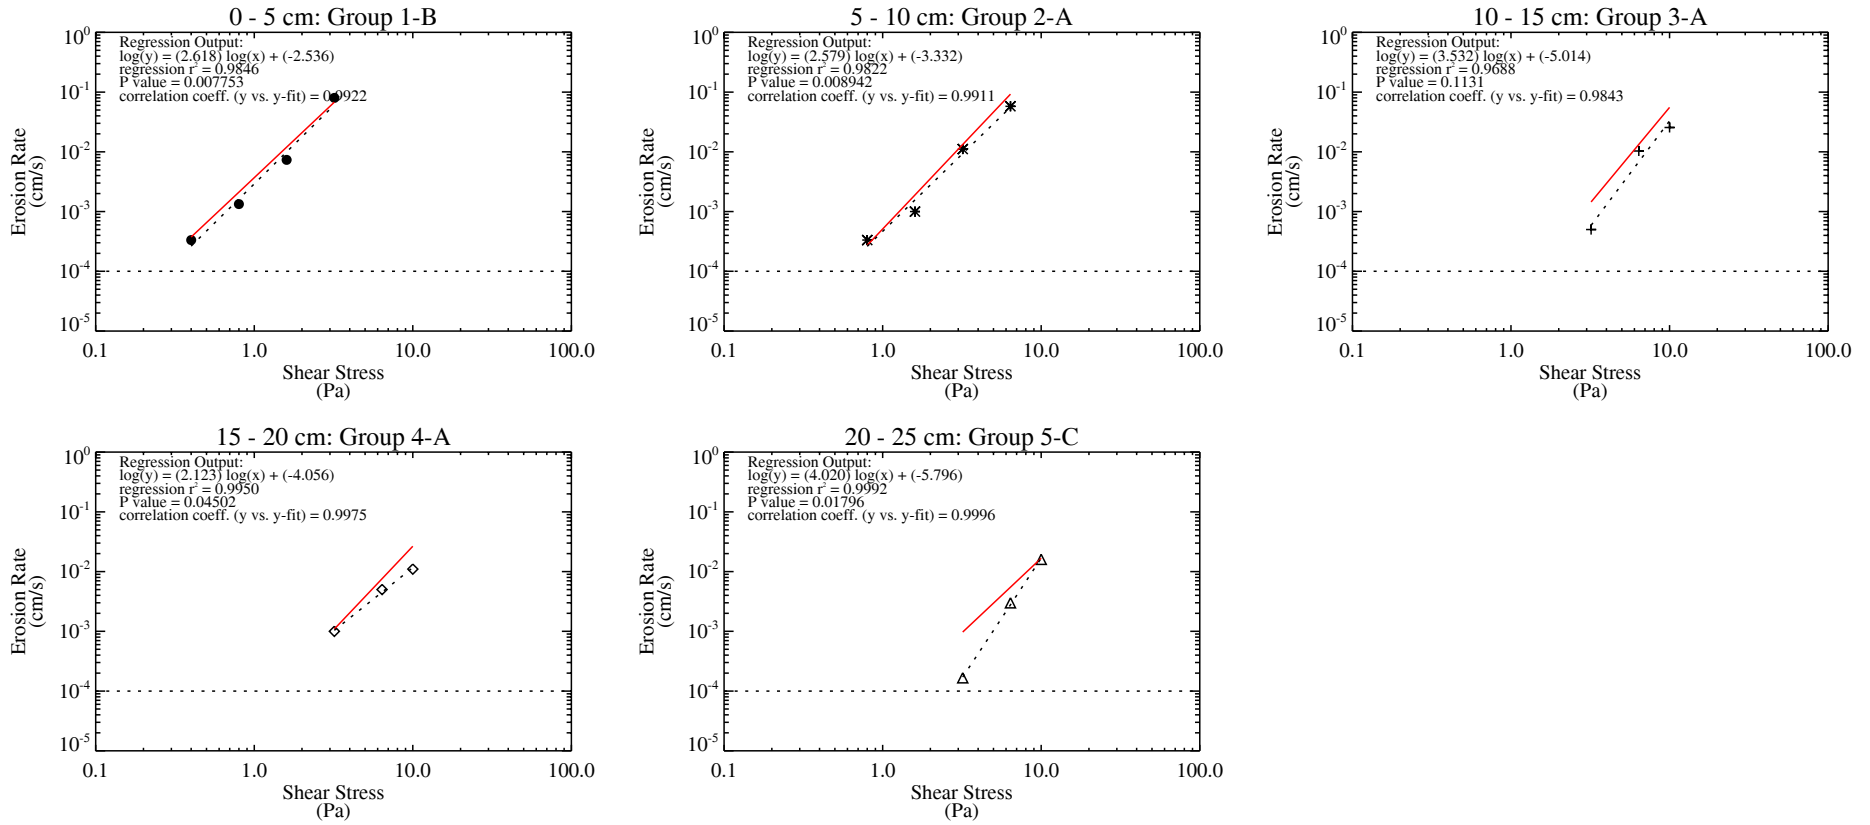 0 - 5 cm: Group 1-B
Regression Output:
log(y) = (2.618) log(x) + (-2.536)
regression r² = 0.9846
P value = 0.007753
correlation coeff. (y vs. y-fit) = 0.9922
10⁰
10⁻¹
10⁻²
10⁻³
10⁻⁴
10⁻⁵
Erosion Rate
(cm/s)
0.1 1.0 10.0 100.0
Shear Stress
(Pa)
5 - 10 cm: Group 2-A
Regression Output:
log(y) = (2.579) log(x) + (-3.332)
regression r² = 0.9822
P value = 0.008942
correlation coeff. (y vs. y-fit) = 0.9911
10⁰
10⁻¹
10⁻²
10⁻³
10⁻⁴
10⁻⁵
Erosion Rate
(cm/s)
0.1 1.0 10.0 100.0
Shear Stress
(Pa)
10 - 15 cm: Group 3-A
Regression Output:
log(y) = (3.532) log(x) + (-5.014)
regression r² = 0.9688
P value = 0.1131
correlation coeff. (y vs. y-fit) = 0.9843
10⁰
10⁻¹
10⁻²
10⁻³
10⁻⁴
10⁻⁵
Erosion Rate
(cm/s)
0.1 1.0 10.0 100.0
Shear Stress
(Pa)
15 - 20 cm: Group 4-A
Regression Output:
log(y) = (2.123) log(x) + (-4.056)
regression r² = 0.9950
P value = 0.04502
correlation coeff. (y vs. y-fit) = 0.9975
10⁰
10⁻¹
10⁻²
10⁻³
10⁻⁴
10⁻⁵
Erosion Rate
(cm/s)
0.1 1.0 10.0 100.0
Shear Stress
(Pa)
20 - 25 cm: Group 5-C
Regression Output:
log(y) = (4.020) log(x) + (-5.796)
regression r² = 0.9992
P value = 0.01796
correlation coeff. (y vs. y-fit) = 0.9996
10⁰
10⁻¹
10⁻²
10⁻³
10⁻⁴
10⁻⁵
Erosion Rate
(cm/s)
0.1 1.0 10.0 100.0
Shear Stress
(Pa)